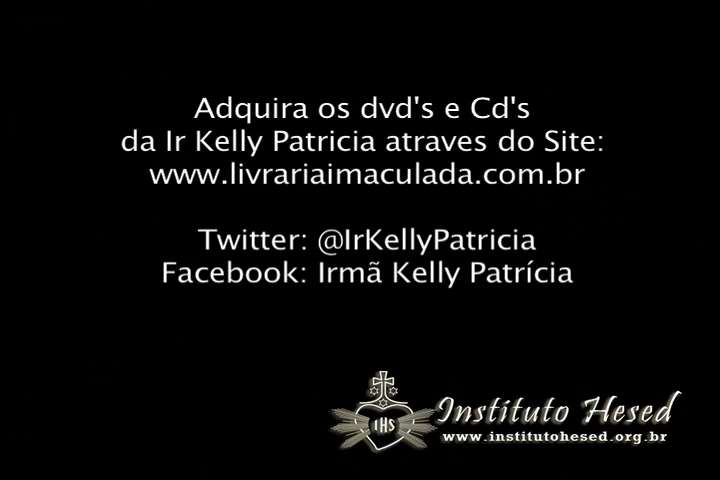 Adquira os dvd's e Cd's
da Ir Kelly Patricia atraves do Site:
www.livrariaimaculada.com.br
Twitter: @IrKellyPatricia
Facebook: Irmã Kelly Patrícia
IHS
Instituto Hesed
www.institutohesed.org.br